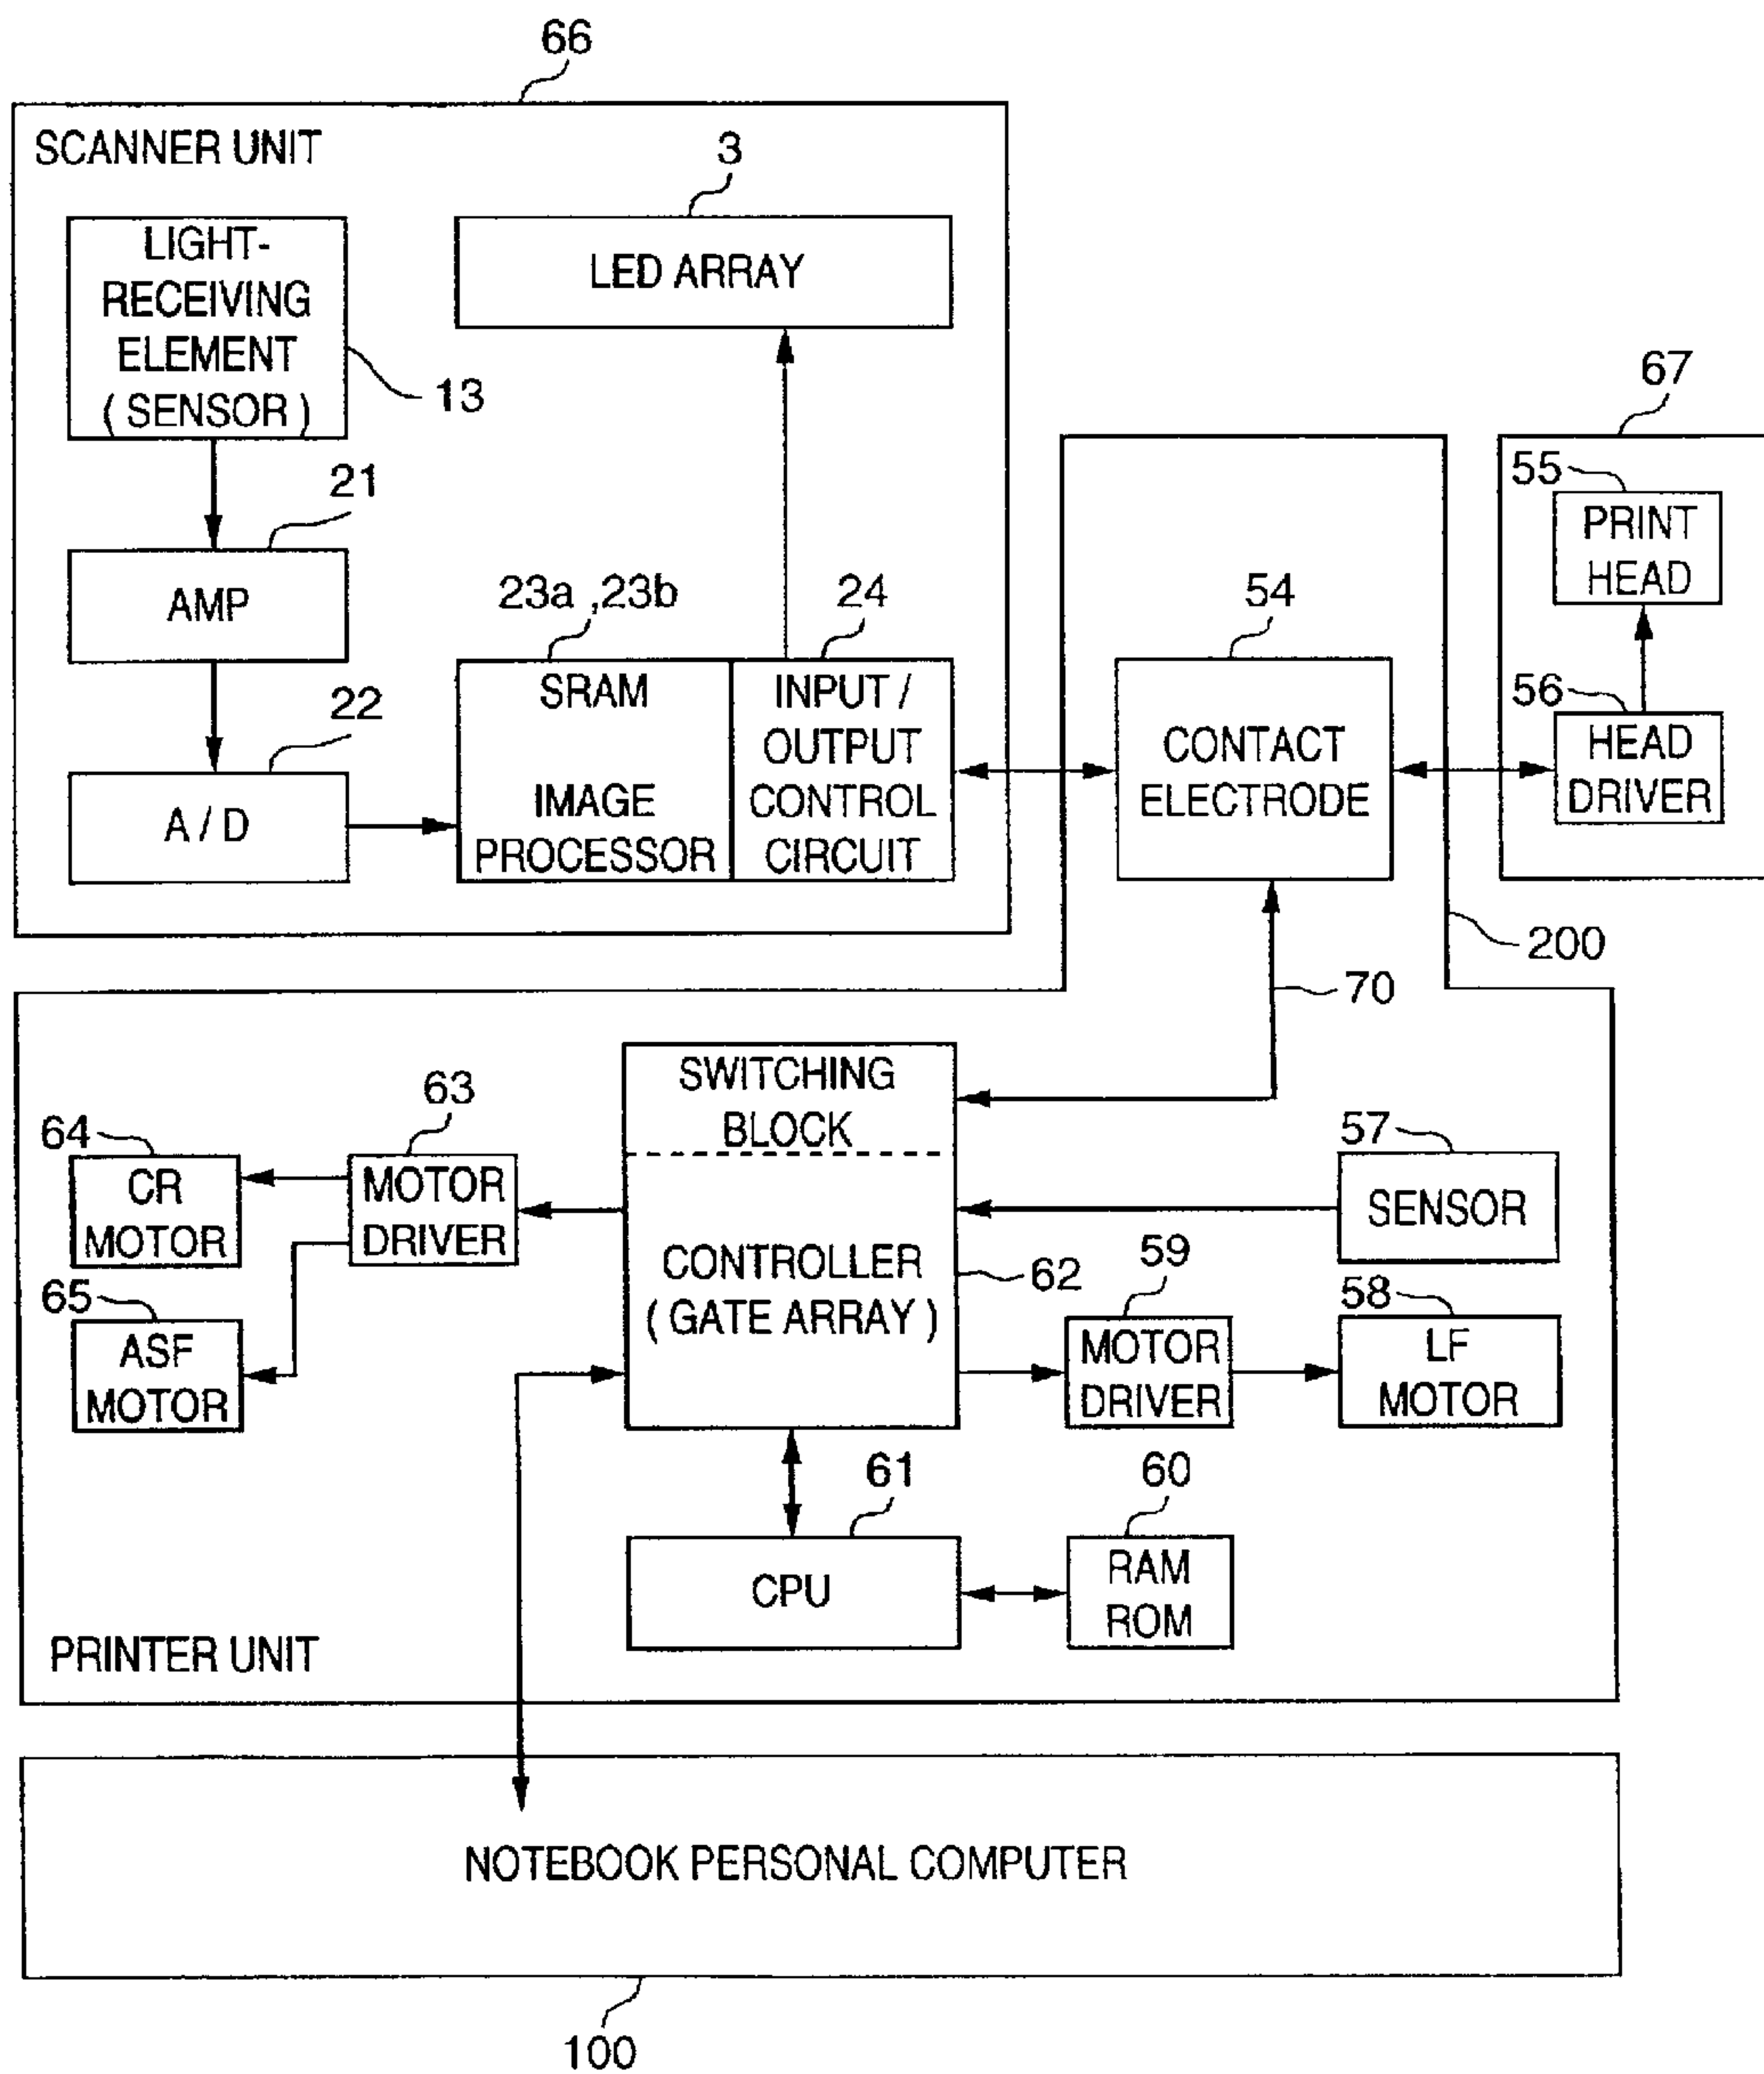 66
SCANNER UNIT
3
LIGHT-
RECEIVING
ELEMENT
( SENSOR )
LED ARRAY
13
67
21
55
PRINT
HEAD
AMP
23a ,23b
24
54
22
SRAM
IMAGE
PROCESSOR
INPUT /
OUTPUT
CONTROL
CIRCUIT
CONTACT
ELECTRODE
56
HEAD
DRIVER
A / D
200
70
SWITCHING
BLOCK
63
64
CR
MOTOR
MOTOR
DRIVER
57
SENSOR
CONTROLLER
( GATE ARRAY )
62
59
65
ASF
MOTOR
58
MOTOR
DRIVER
LF
MOTOR
61
60
CPU
RAM
ROM
PRINTER UNIT
NOTEBOOK PERSONAL COMPUTER
100